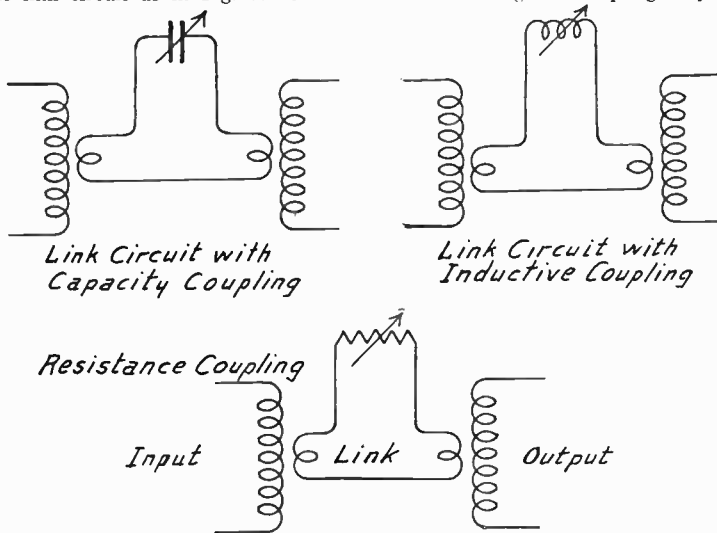 Link Circuit with
Capacity Coupling
Link Circuit with
Inductive Coupling
Resistance Coupling
Input
Link
Output